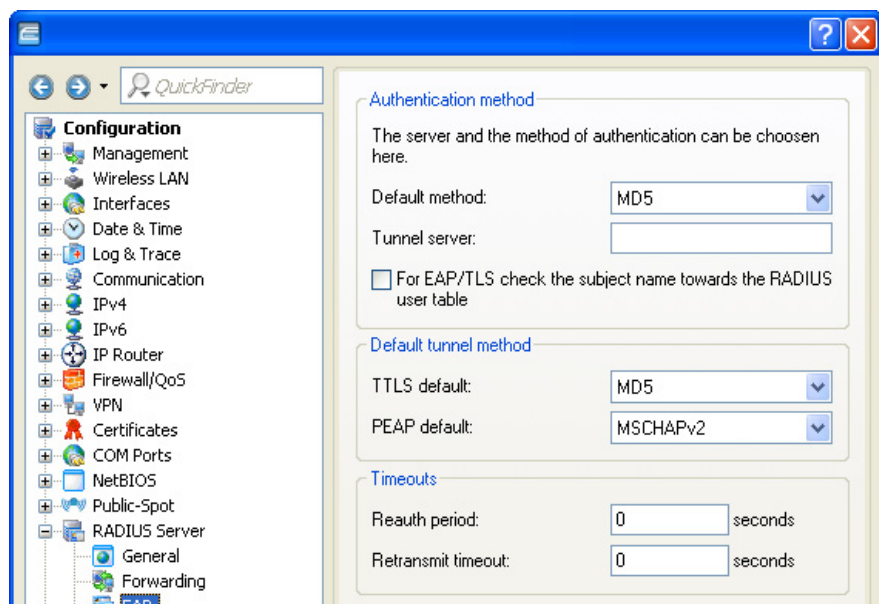 QuickFinder
Configuration
Management
Wireless LAN
Interfaces
Date & Time
Log & Trace
Communication
IPv4
IPv6
IP Router
Firewall/QoS
VPN
Certificates
COM Ports
NetBIOS
Public-Spot
RADIUS Server
General
Forwarding
EAP
Authentication method
The server and the method of authentication can be choosen
here.
Default method: MD5
Tunnel server:
For EAP/TLS check the subject name towards the RADIUS
user table
Default tunnel method
TTLS default: MD5
PEAP default: MSCHAPv2
Timeouts
Reauth period: 0 seconds
Retransmit timeout: 0 seconds